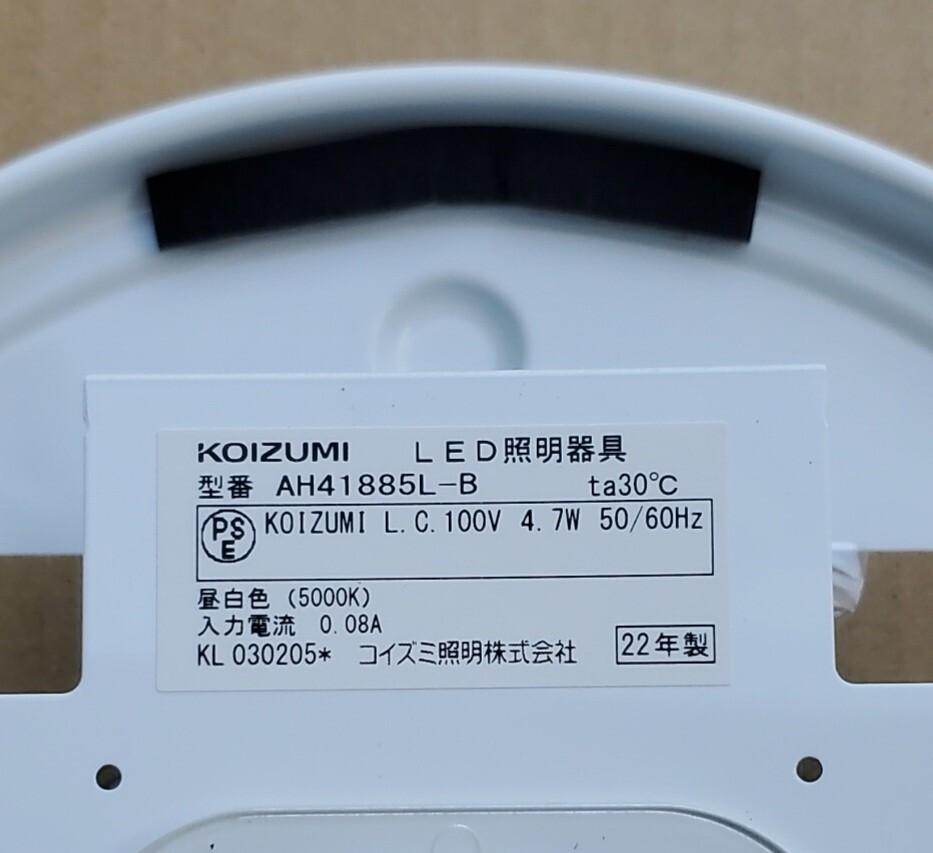 KOIZUMI LED照明器具
型番 AH41885L-B ta30℃
PSE KOIZUMI L.C.100V 4.7W 50/60Hz
昼白色 (5000K)
入力電流 0.08A
KL 030205* コイズミ照明株式会社 22年製